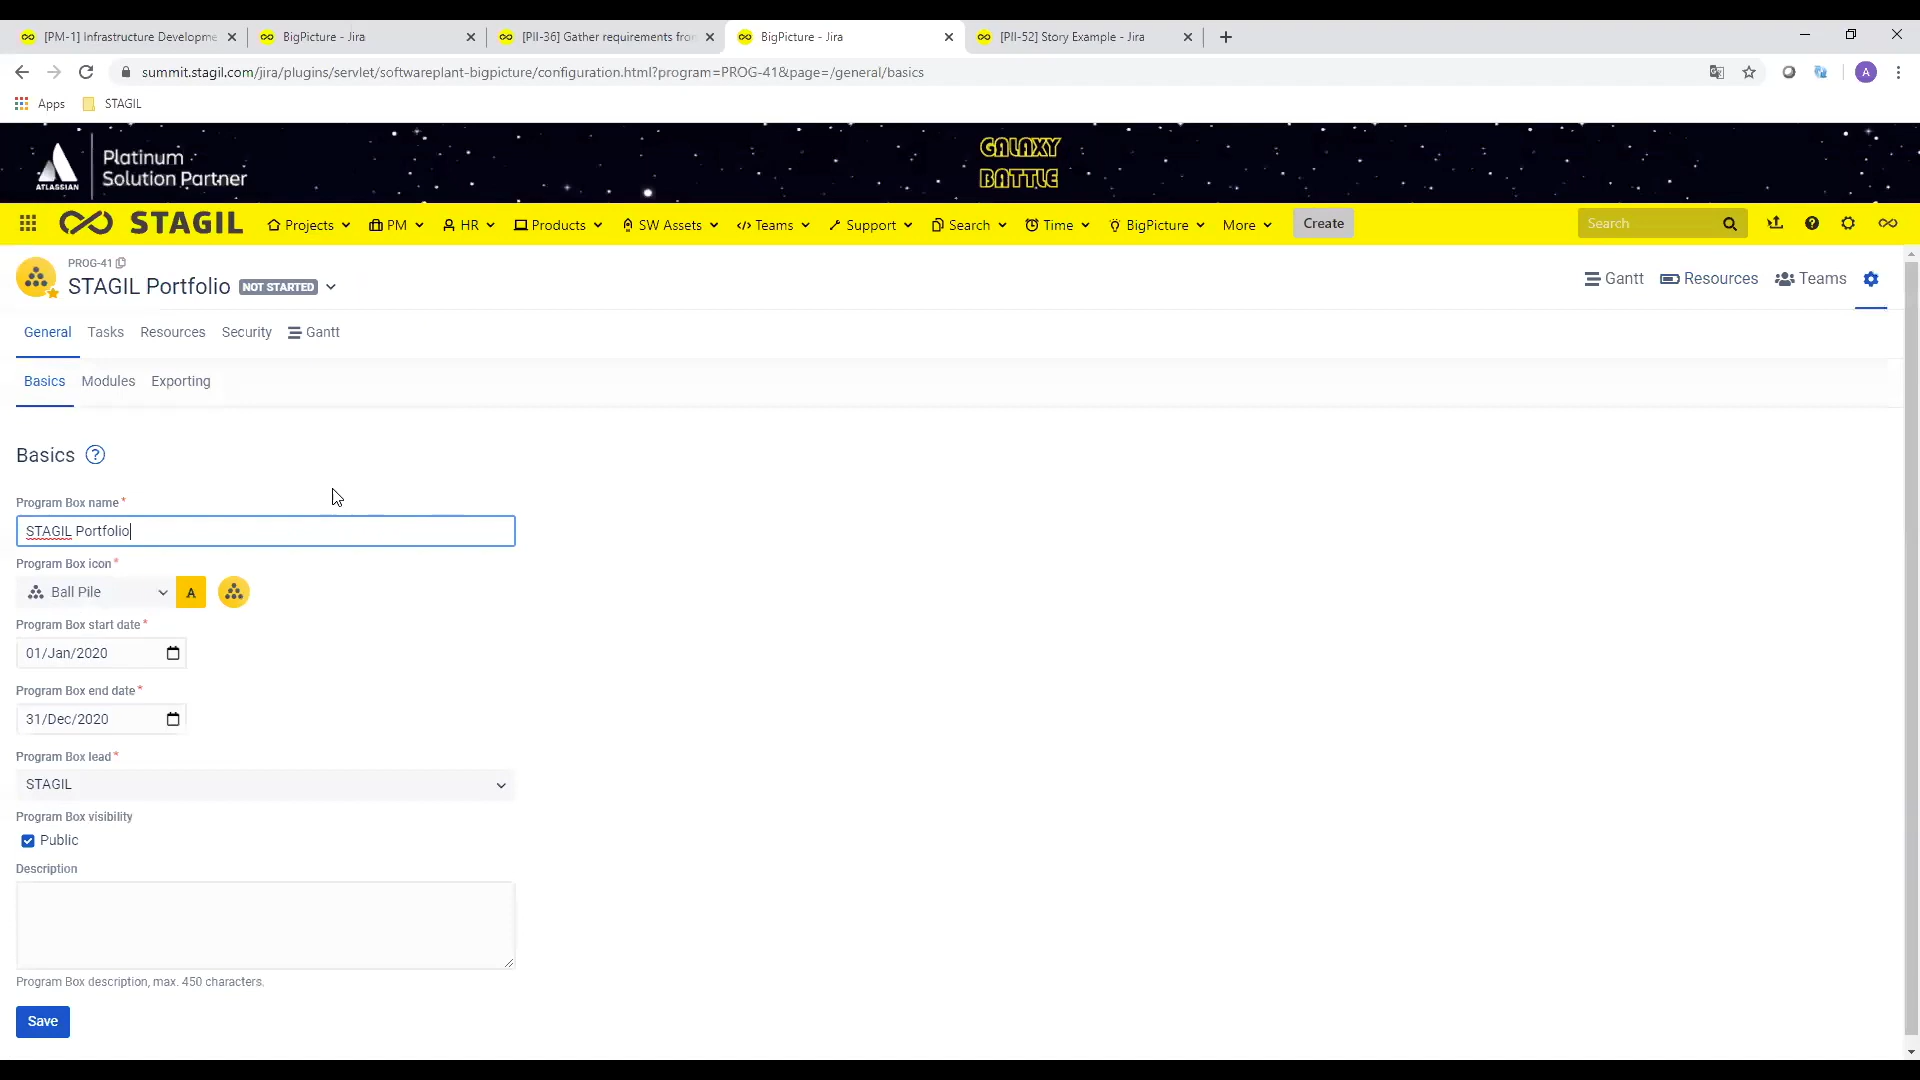 [PM-1] Infrastructure Developme
BigPicture - Jira
[PII-36] Gather requirements fro
BigPicture - Jira
[PII-52] Story Example - Jira
summit.stagil.com/jira/plugins/servlet/softwareplant-bigpicture/configuration.html?program=PROG-41&page=/general/basics
A
Apps STAGIL
ATLASSIAN
Platinum
Solution Partner
GALAXY
BATTLE
STAGIL Projects PM HR Products SW Assets Teams Support Search Time BigPicture More Create Search
PROG-41
STAGIL Portfolio NOT STARTED
Gantt Resources Teams
General Tasks Resources Security Gantt
Basics Modules Exporting
Basics ?
Program Box name *
STAGIL Portfolio
Program Box icon *
Ball Pile A
Program Box start date *
01/Jan/2020
Program Box end date *
31/Dec/2020
Program Box lead *
STAGIL
Program Box visibility
Public
Description
Program Box description, max. 450 characters.
Save